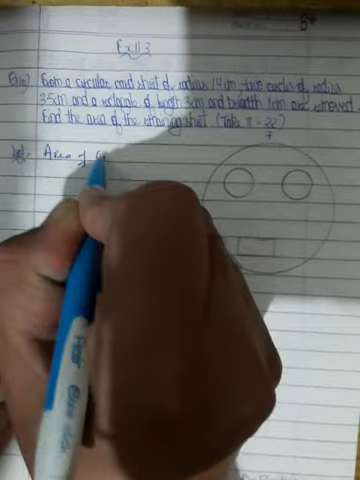 Ex 11.3
Q10) From a circular card sheet of radius 14cm, two circles of radius
3.5cm and a rectangle of length 3cm and breadth 1cm are removed.
Find the area of the remaining sheet (Take π = 22/7)
Sol:- Area of